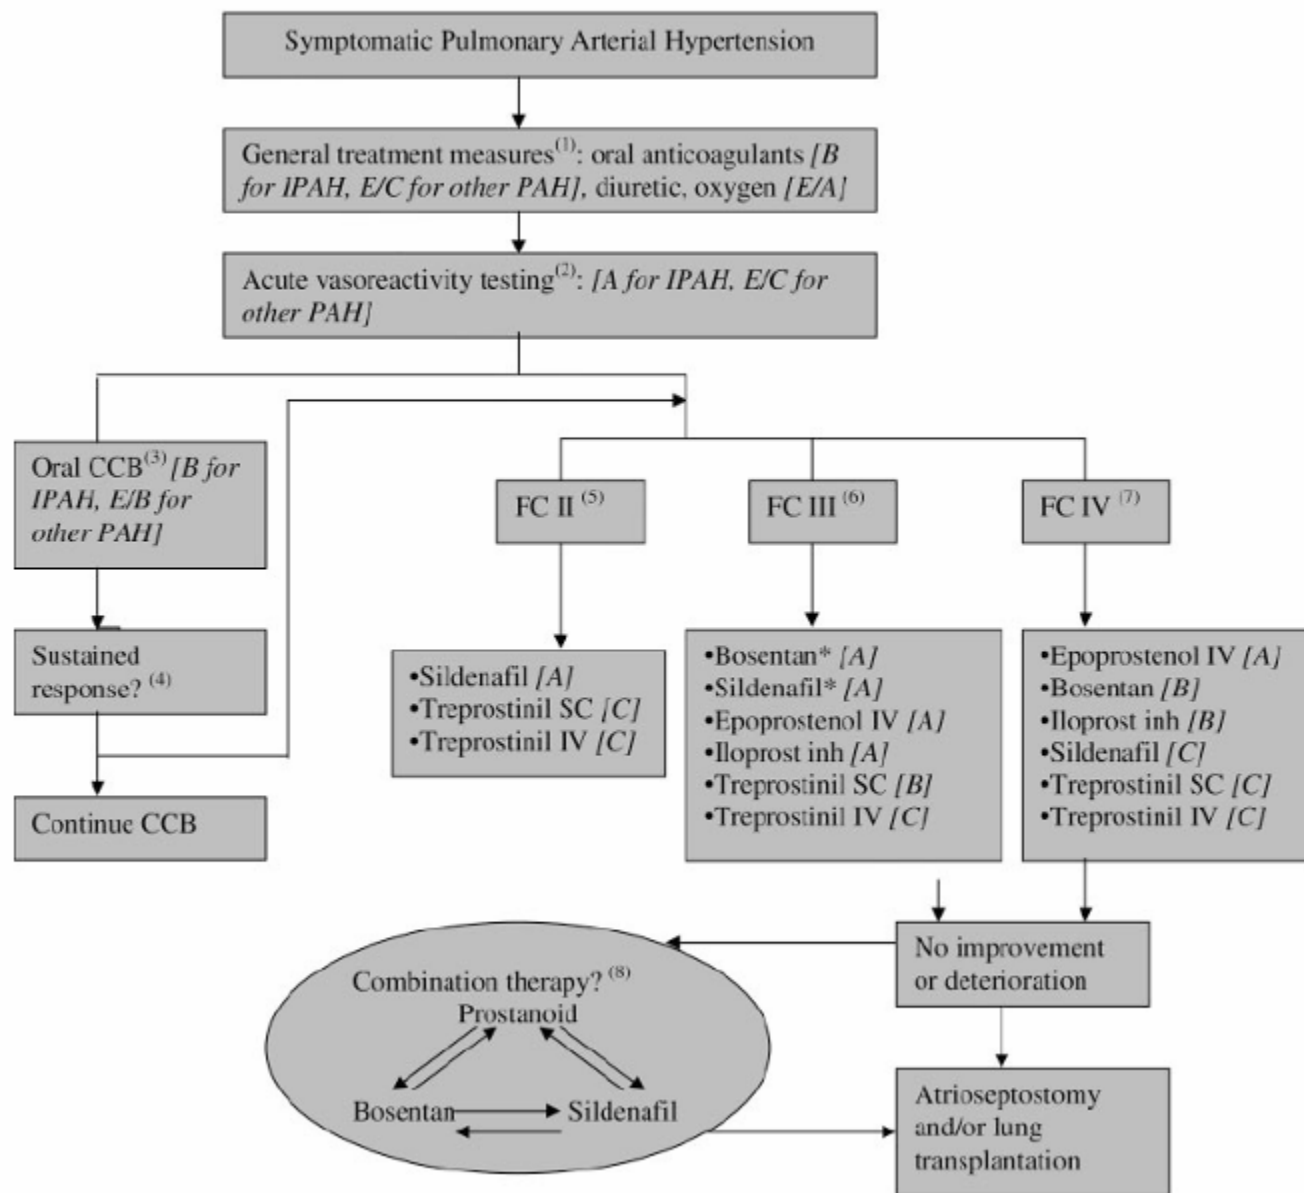 Symptomatic Pulmonary Arterial Hypertension
General treatment measures(1): oral anticoagulants [B
for IPAH, E/C for other PAH], diuretic, oxygen [E/A]
Acute vasoreactivity testing(2): [A for IPAH, E/C for
other PAH]
Oral CCB(3) [B for
IPAH, E/B for
other PAH]
Sustained
response? (4)
Continue CCB
FC II (5)
FC III (6)
FC IV (7)
•Sildenafil [A]
•Treprostinil SC [C]
•Treprostinil IV [C]
•Bosentan* [A]
•Sildenafil* [A]
•Epoprostenol IV [A]
•Iloprost inh [A]
•Treprostinil SC [B]
•Treprostinil IV [C]
•Epoprostenol IV [A]
•Bosentan [B]
•Iloprost inh [B]
•Sildenafil [C]
•Treprostinil SC [C]
•Treprostinil IV [C]
No improvement
or deterioration
Combination therapy? (8)
Prostanoid
Bosentan
Sildenafil
Atrioseptostomy
and/or lung
transplantation